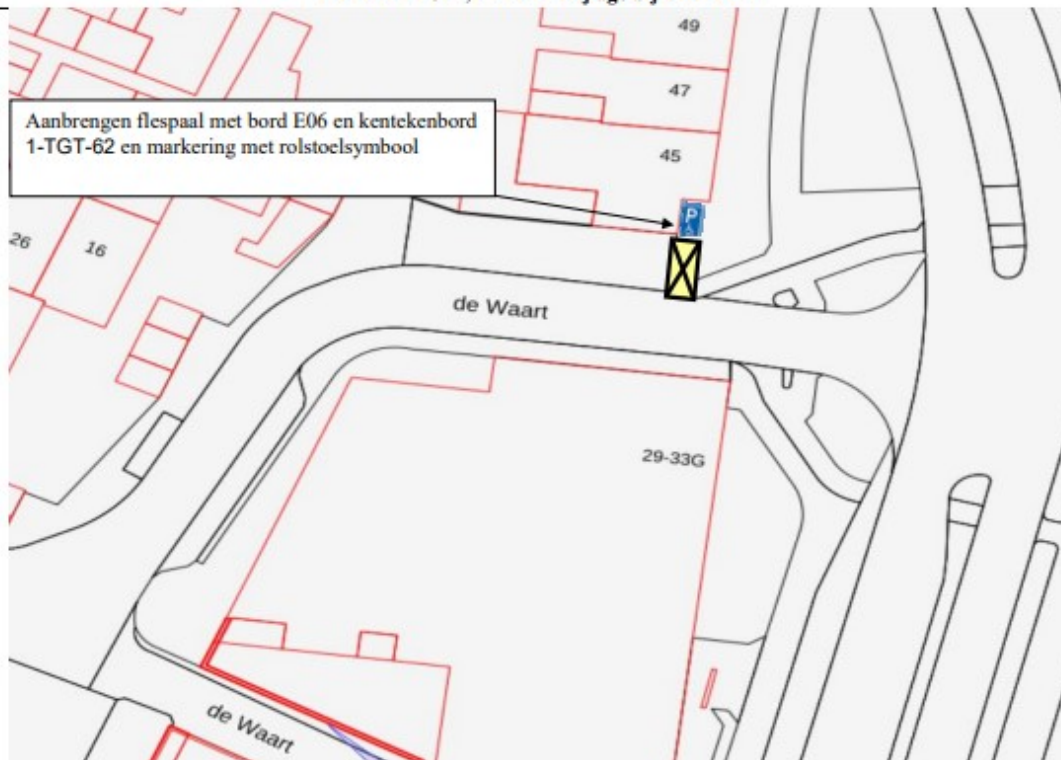 49
47
Aanbrengen flespaal met bord E06 en kentekenbord
1-TGT-62 en markering met rolstoelsymbool
45
P
26
16
de Waart
29-33G
de Waart